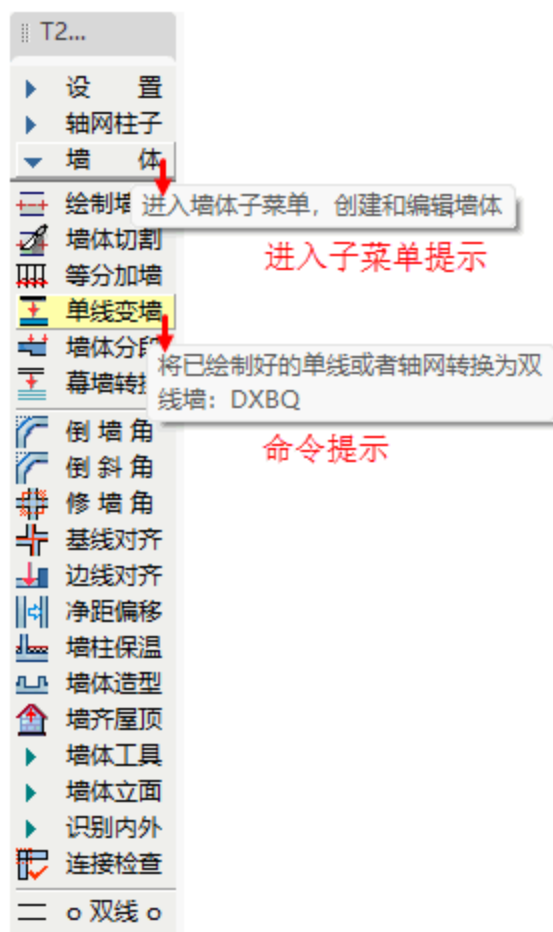 T2...
设 置
轴网柱子
墙 体
绘制墙
进入墙体子菜单，创建和编辑墙体
墙体切割
进入子菜单提示
等分加墙
单线变墙
墙体分段
将已绘制好的单线或者轴网转换为双
线墙：DXBQ
幕墙转换
命令提示
倒 墙 角
倒 斜 角
修 墙 角
基线对齐
边线对齐
净距偏移
墙柱保温
墙体造型
墙齐屋顶
墙体工具
墙体立面
识别内外
连接检查
o 双线 o